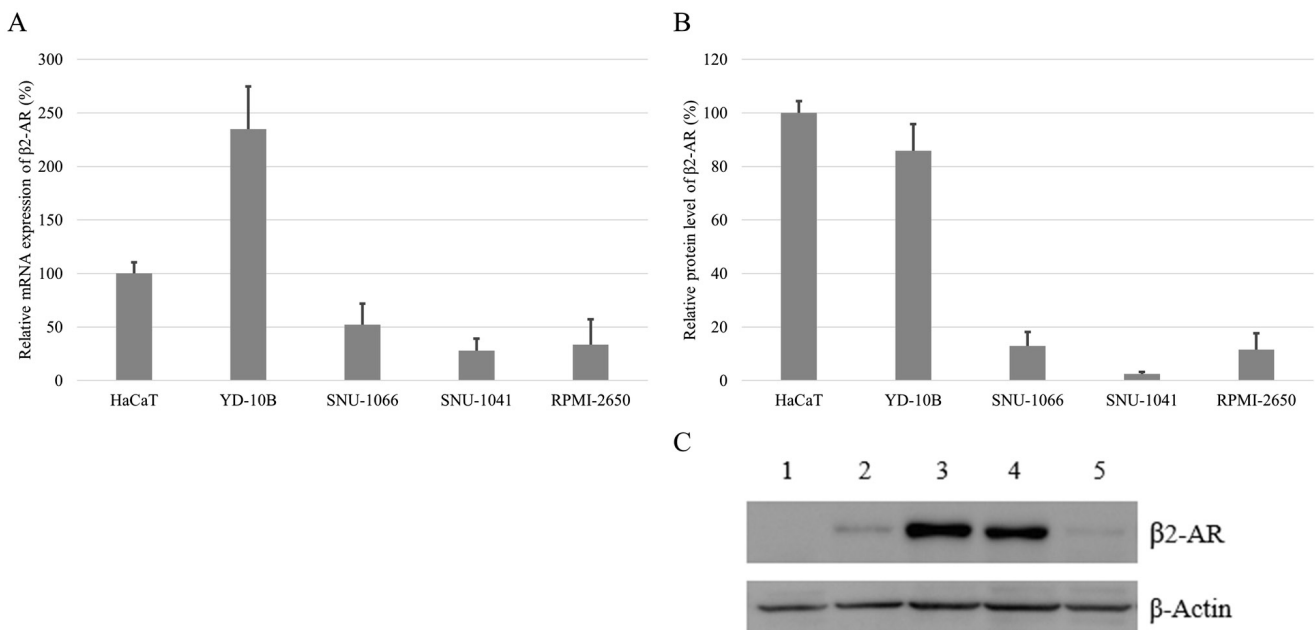 A
Relative mRNA expression of β2-AR (%)
300
250
200
150
100
50
0
HaCaT YD-10B SNU-1066 SNU-1041 RPMI-2650
B
Relative protein level of β2-AR (%)
120
100
80
60
40
20
0
HaCaT YD-10B SNU-1066 SNU-1041 RPMI-2650
C
1 2 3 4 5
β2-AR
β-Actin